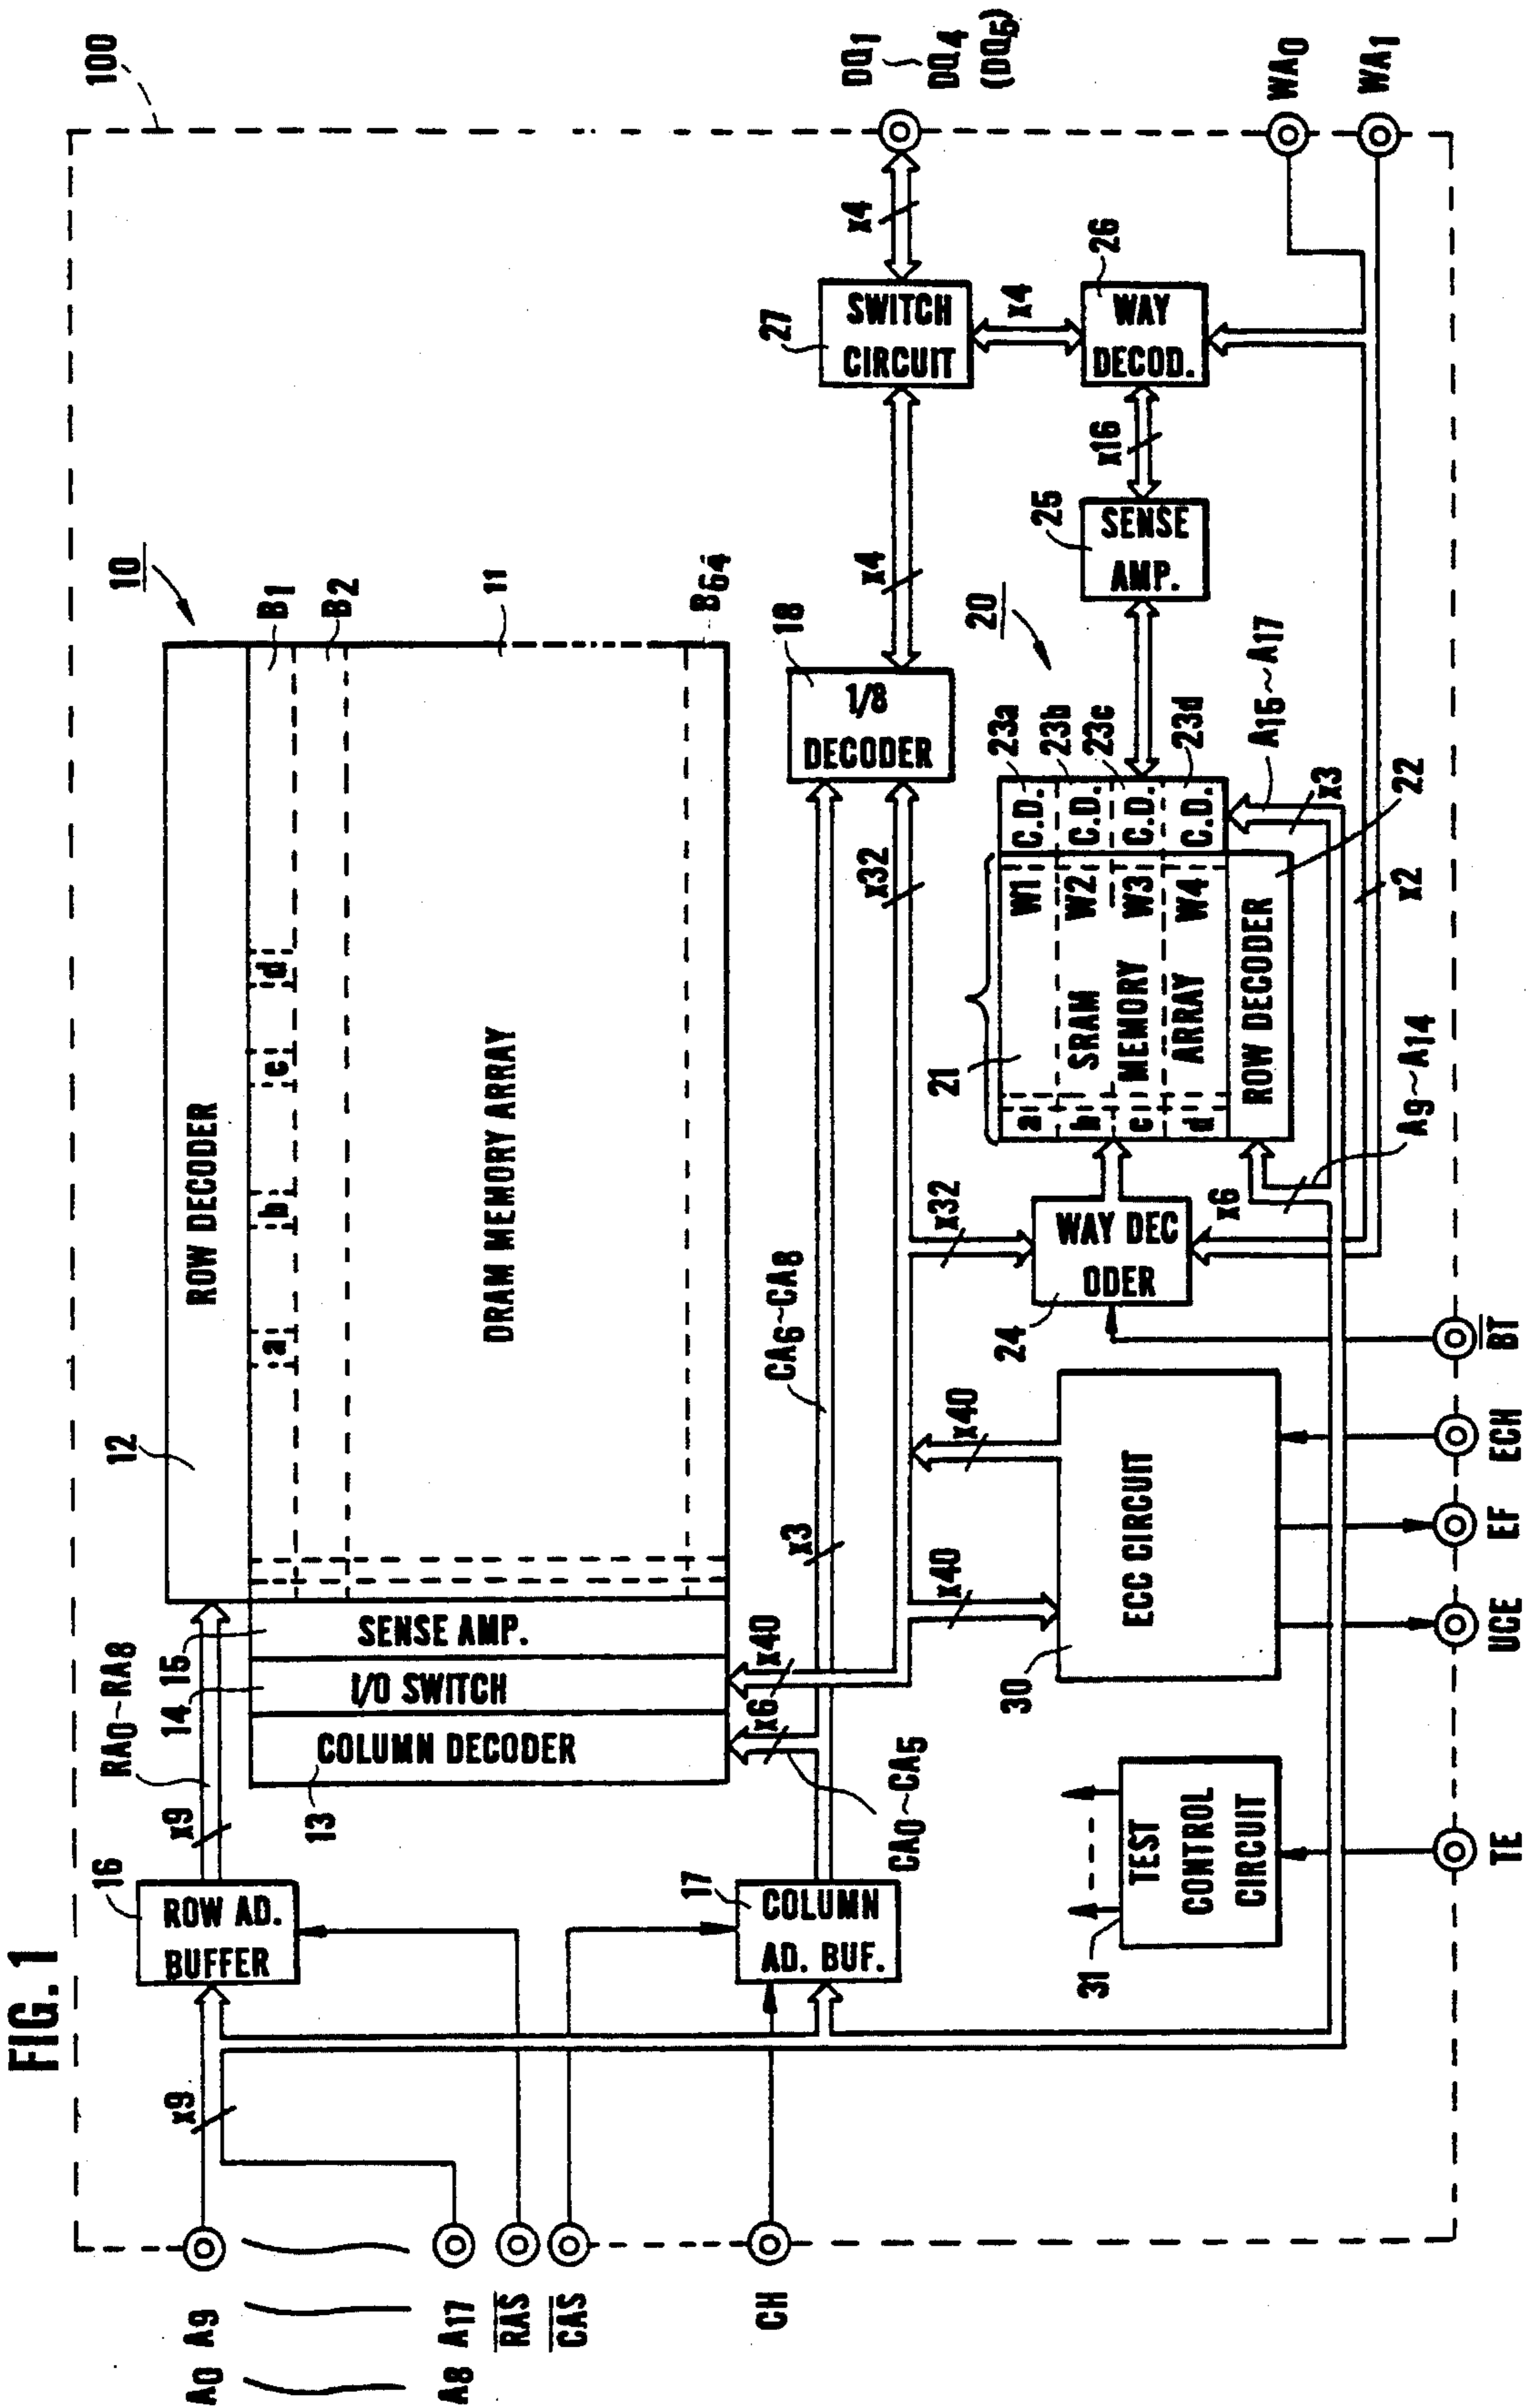 FIG.1
100
A0 A9
A8 A17
RAS
CAS
CH
x9
16
ROW AD.
BUFFER
x9
RA0~RA8
12
ROW DECODER
10
B1
B2
11
B64
a
b
c
d
DRAM MEMORY ARRAY
15
SENSE AMP.
14
I/O SWITCH
13
COLUMN DECODER
x6
x40
CA0~CA5
17
COLUMN
AD. BUF.
x3
CA6~CA8
x32
18
1/8
DECODER
x4
27
SWITCH
CIRCUIT
x4
DQ1
DQ4
(DQ5)
x4
26
WAY
DECOD.
x16
25
SENSE
AMP.
20
23a
23b
23c
23d
C.D.
C.D.
C.D.
C.D.
21
a
b
c
d
W1
W2
W3
W4
SRAM
MEMORY
ARRAY
ROW DECODER
22
A15~A17
x3
A9~A14
x6
x2
WA0
WA1
x32
24
WAY DEC
ODER
x40
x40
30
ECC CIRCUIT
31
TEST
CONTROL
CIRCUIT
TE
UCE
EF
ECH
BT